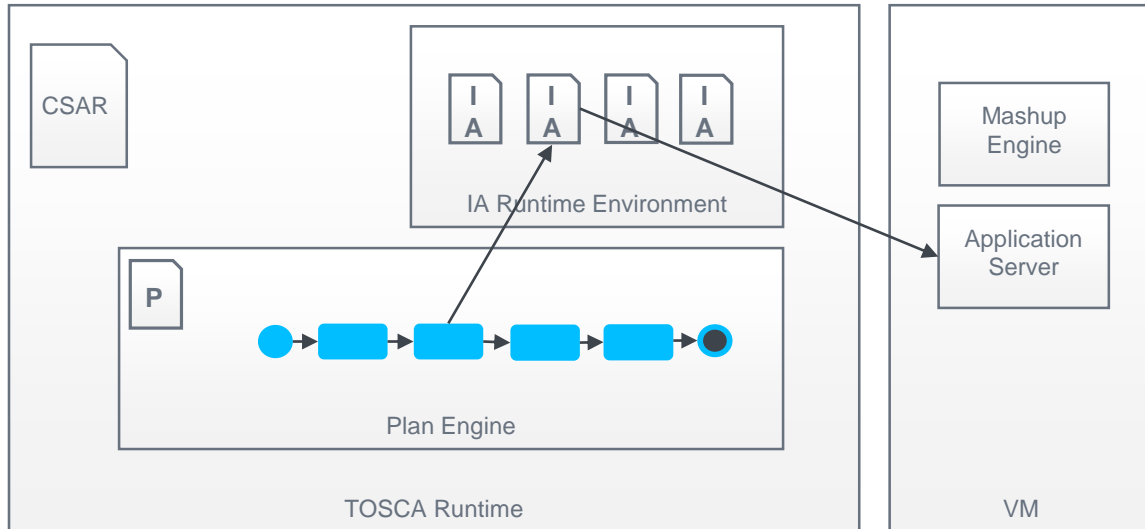 CSAR
I
A
I
A
I
A
I
A
IA Runtime Environment
P
Plan Engine
TOSCA Runtime
Mashup
Engine
Application
Server
VM